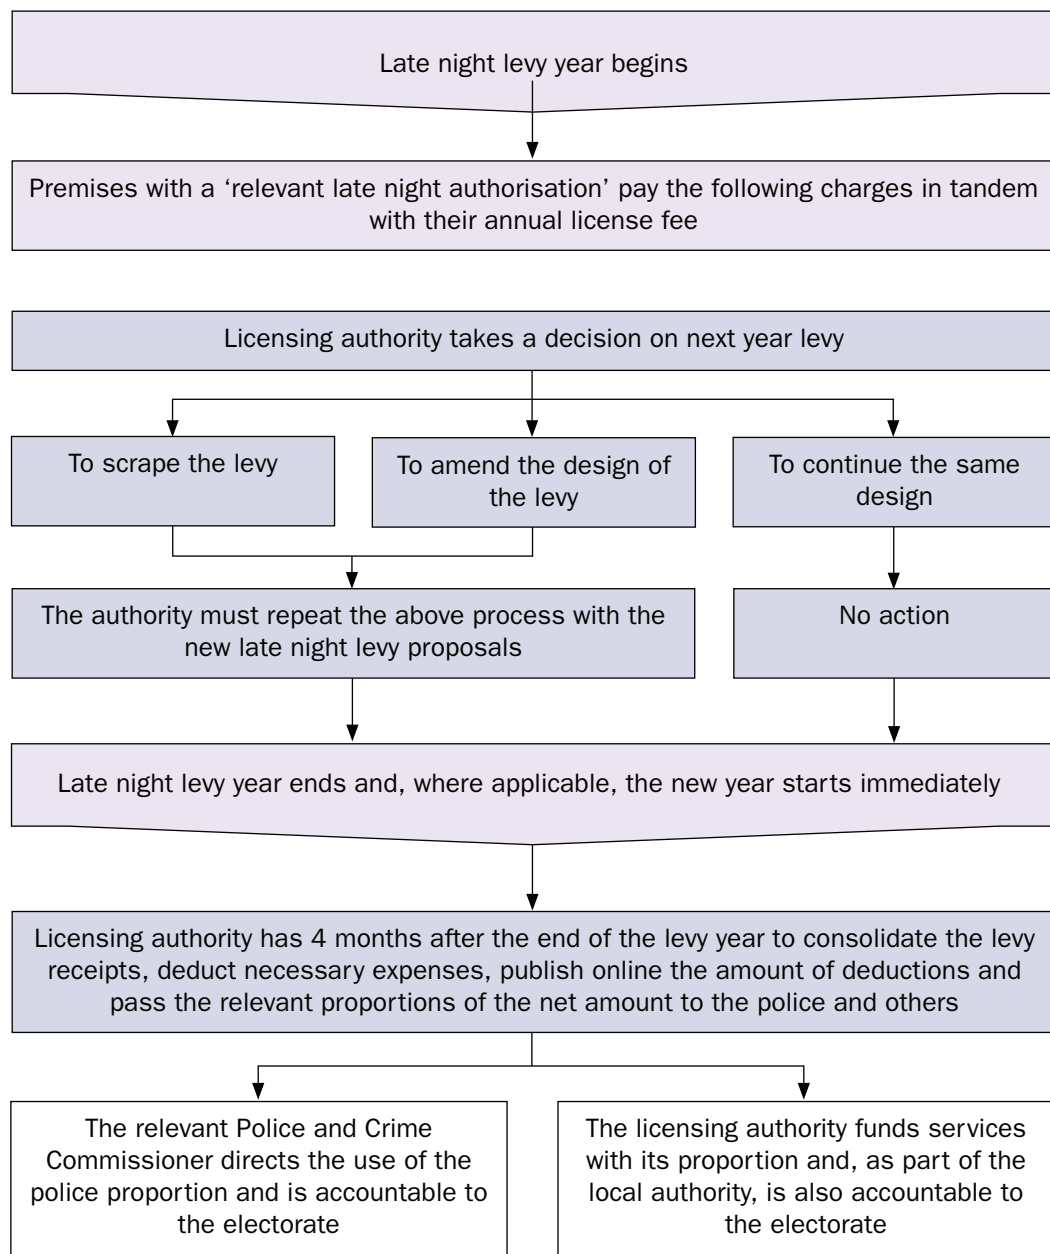 Late night levy year begins
Premises with a ‘relevant late night authorisation’ pay the following charges in tandem
with their annual license fee
Licensing authority takes a decision on next year levy
To scrape the levy
To amend the design of
the levy
To continue the same
design
The authority must repeat the above process with the
new late night levy proposals
No action
Late night levy year ends and, where applicable, the new year starts immediately
Licensing authority has 4 months after the end of the levy year to consolidate the levy
receipts, deduct necessary expenses, publish online the amount of deductions and
pass the relevant proportions of the net amount to the police and others
The relevant Police and Crime
Commissioner directs the use of the
police proportion and is accountable to
the electorate
The licensing authority funds services
with its proportion and, as part of the
local authority, is also accountable to
the electorate